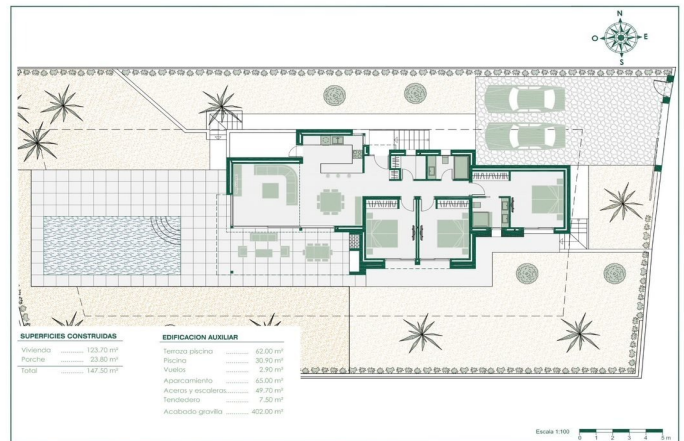 N
O E
S
SUPERFICIES CONSTRUIDAS
Vivienda ............ 123.70 m²
Porche ............ 23.80 m²
Total ............ 147.50 m²
EDIFICACION AUXILIAR
Terraza piscina ............ 62.00 m²
Piscina ............ 30.90 m²
Vuelos ............ 2.90 m²
Aparcamiento ............ 65.00 m²
Aceras y escaleras ............ 49.70 m²
Tendedero ............ 7.50 m²
Acabado gravilla ............ 402.00 m²
Escala 1:100
0 1 2 3 4 5 m